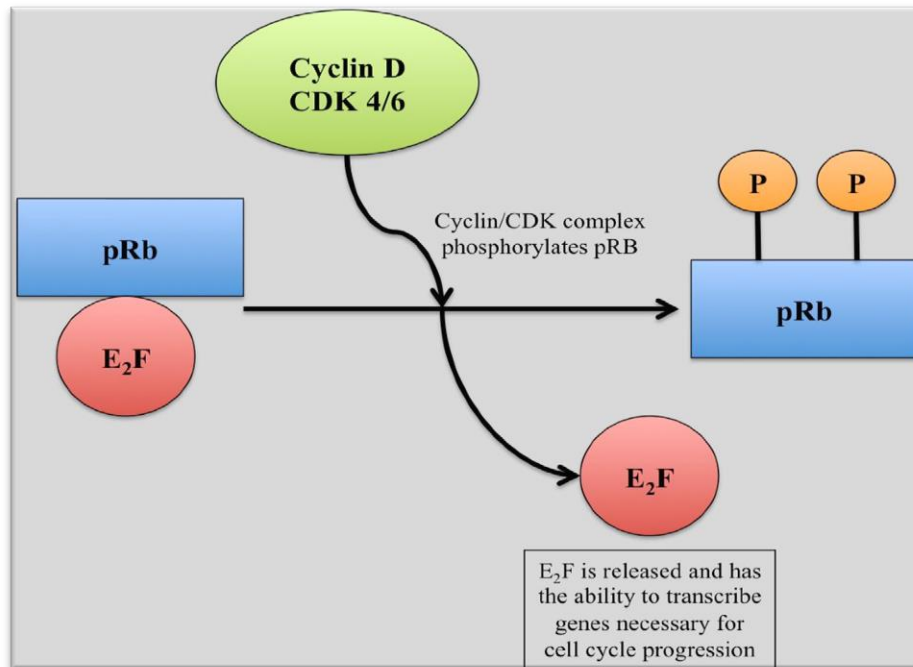 Cyclin D
CDK 4/6
P
P
Cyclin/CDK complex
phosphorylates pRB
pRb
pRb
E₂F
E₂F
E₂F is released and has
the ability to transcribe
genes necessary for
cell cycle progression